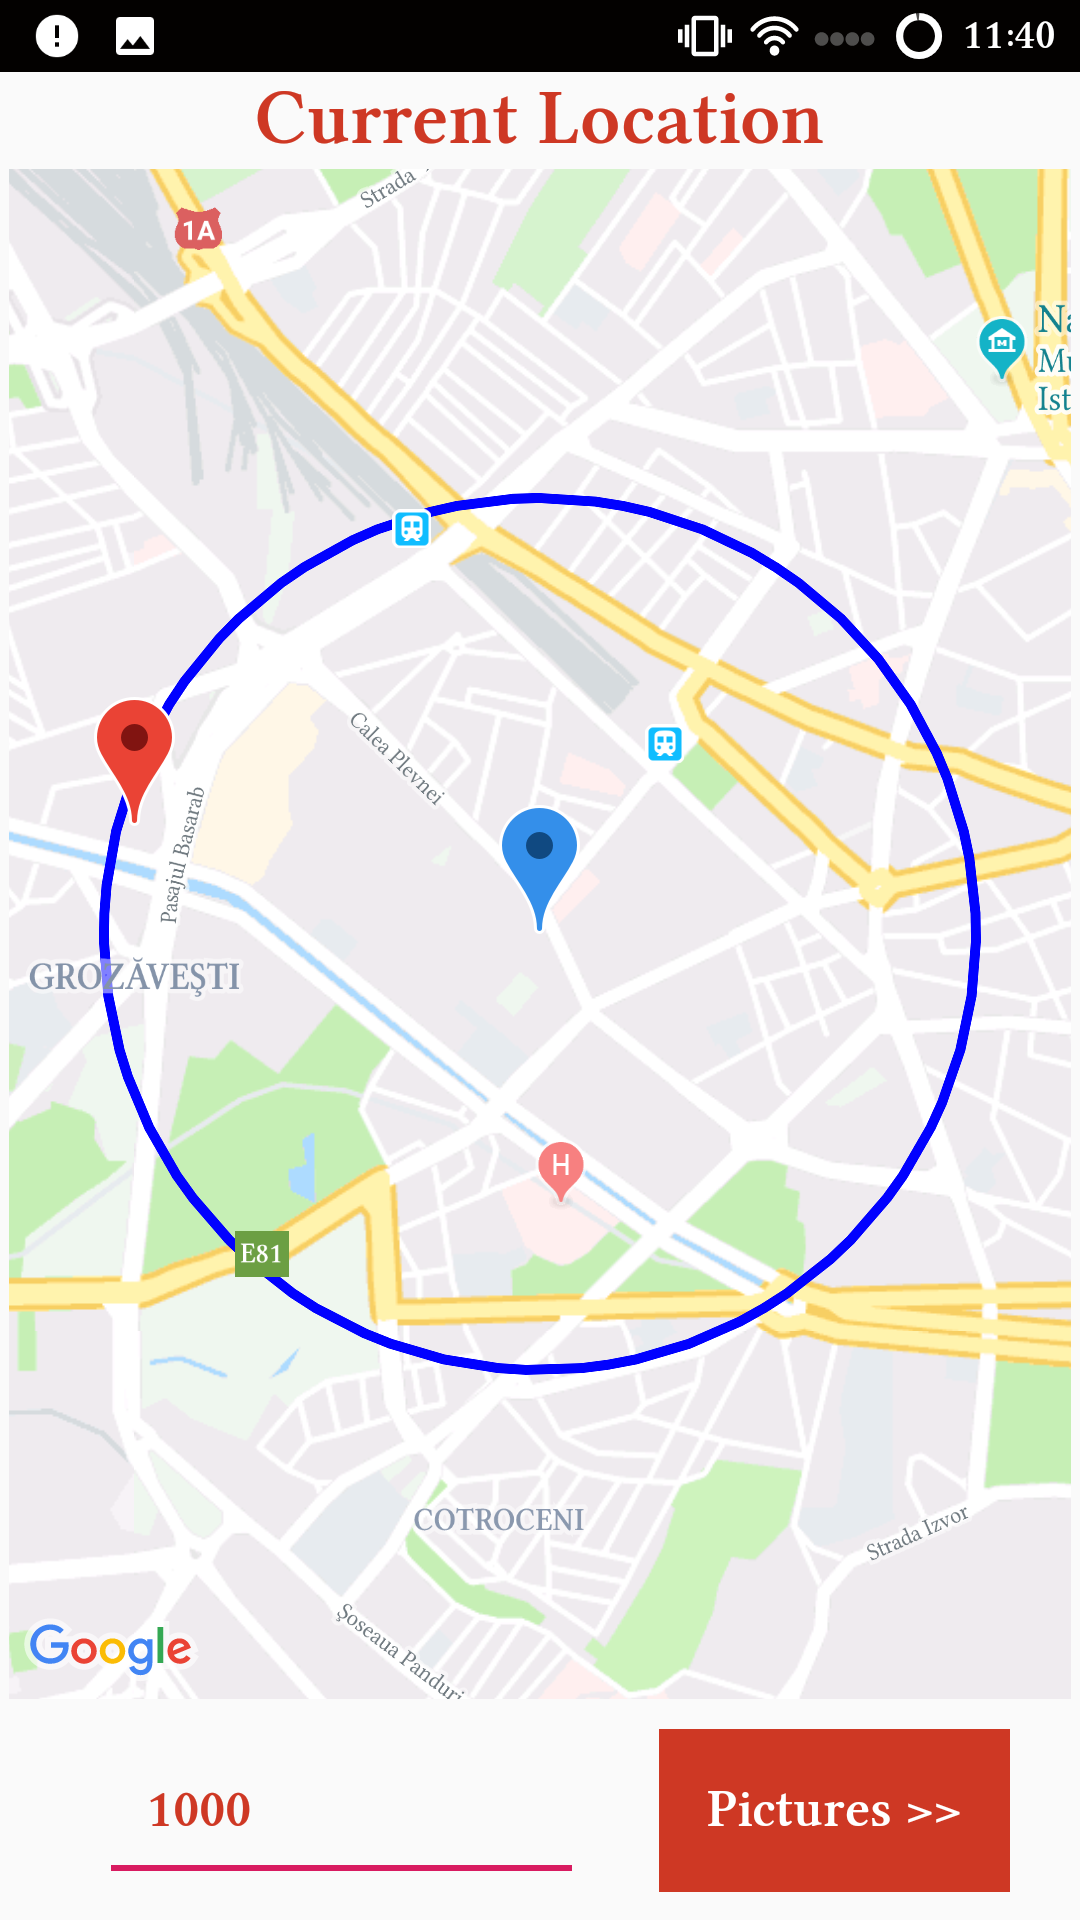 11:40
Current Location
Strada
1A
Na
Mu
Ist
Calea Plevnei
Pasajul Basarab
GROZĂVEŞTI
H
E81
COTROCENI
Strada Izvor
Șoseaua Panduri
Google
1000
Pictures >>